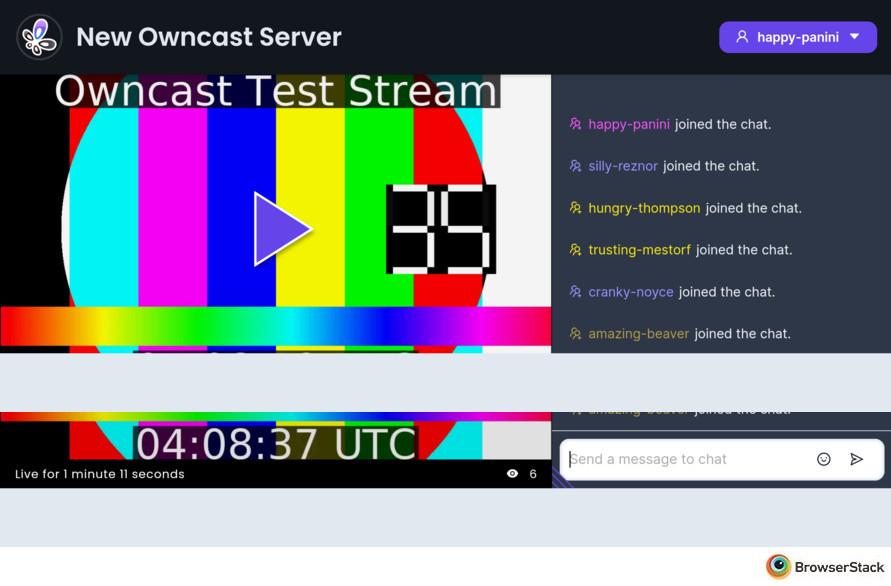 New Owncast Server
happy-panini
Owncast Test Stream
35
happy-panini joined the chat.
silly-reznor joined the chat.
hungry-thompson joined the chat.
trusting-mestorf joined the chat.
cranky-noyce joined the chat.
amazing-beaver joined the chat.
amazing-beaver joined the chat.
04:08:37 UTC
Live for 1 minute 11 seconds
6
Send a message to chat
BrowserStack